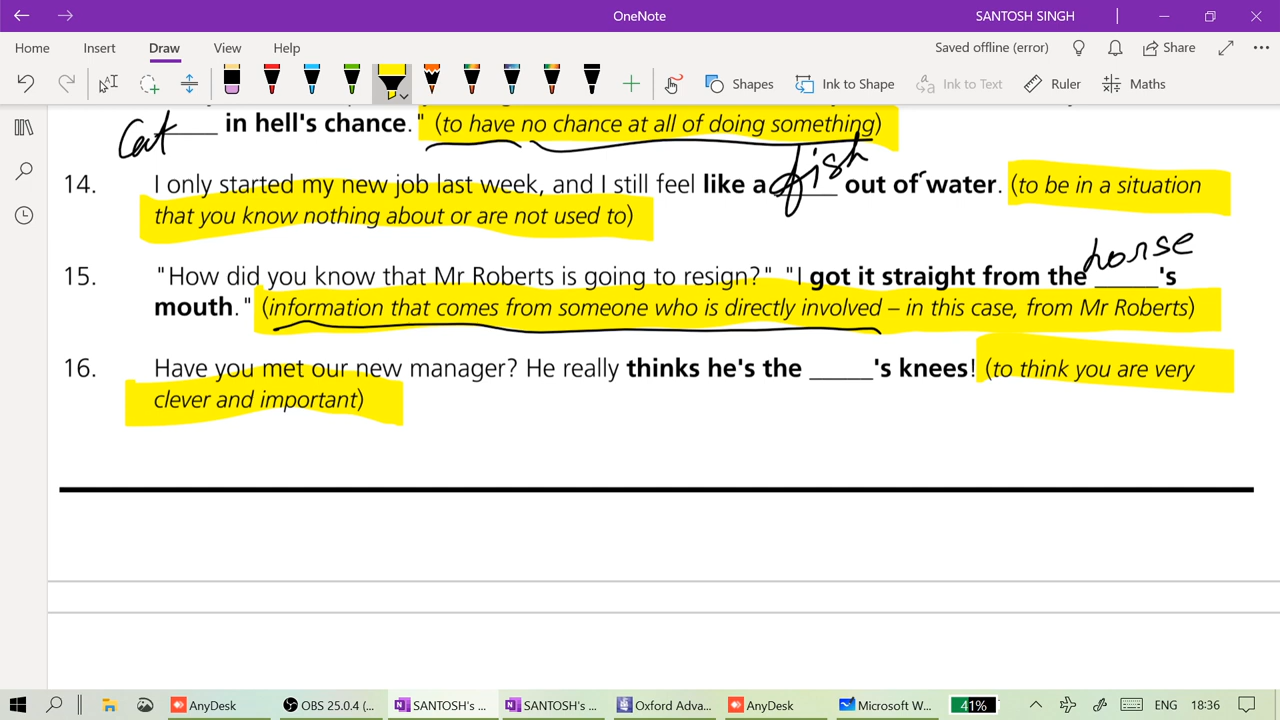 OneNote
SANTOSH SINGH
Home Insert Draw View Help
Saved offline (error) Share
Shapes Ink to Shape Ink to Text Ruler Maths
Cat ____ in hell's chance." (to have no chance at all of doing something)
14. I only started my new job last week, and I still feel like a fish out of water. (to be in a situation
that you know nothing about or are not used to)
15. "How did you know that Mr Roberts is going to resign?" "I got it straight from the horse _____'s
mouth." (information that comes from someone who is directly involved – in this case, from Mr Roberts)
16. Have you met our new manager? He really thinks he's the _____'s knees! (to think you are very
clever and important)
AnyDesk OBS 25.0.4 (... SANTOSH's ... SANTOSH's ... Oxford Adva... AnyDesk Microsoft W... 41% ENG 18:36